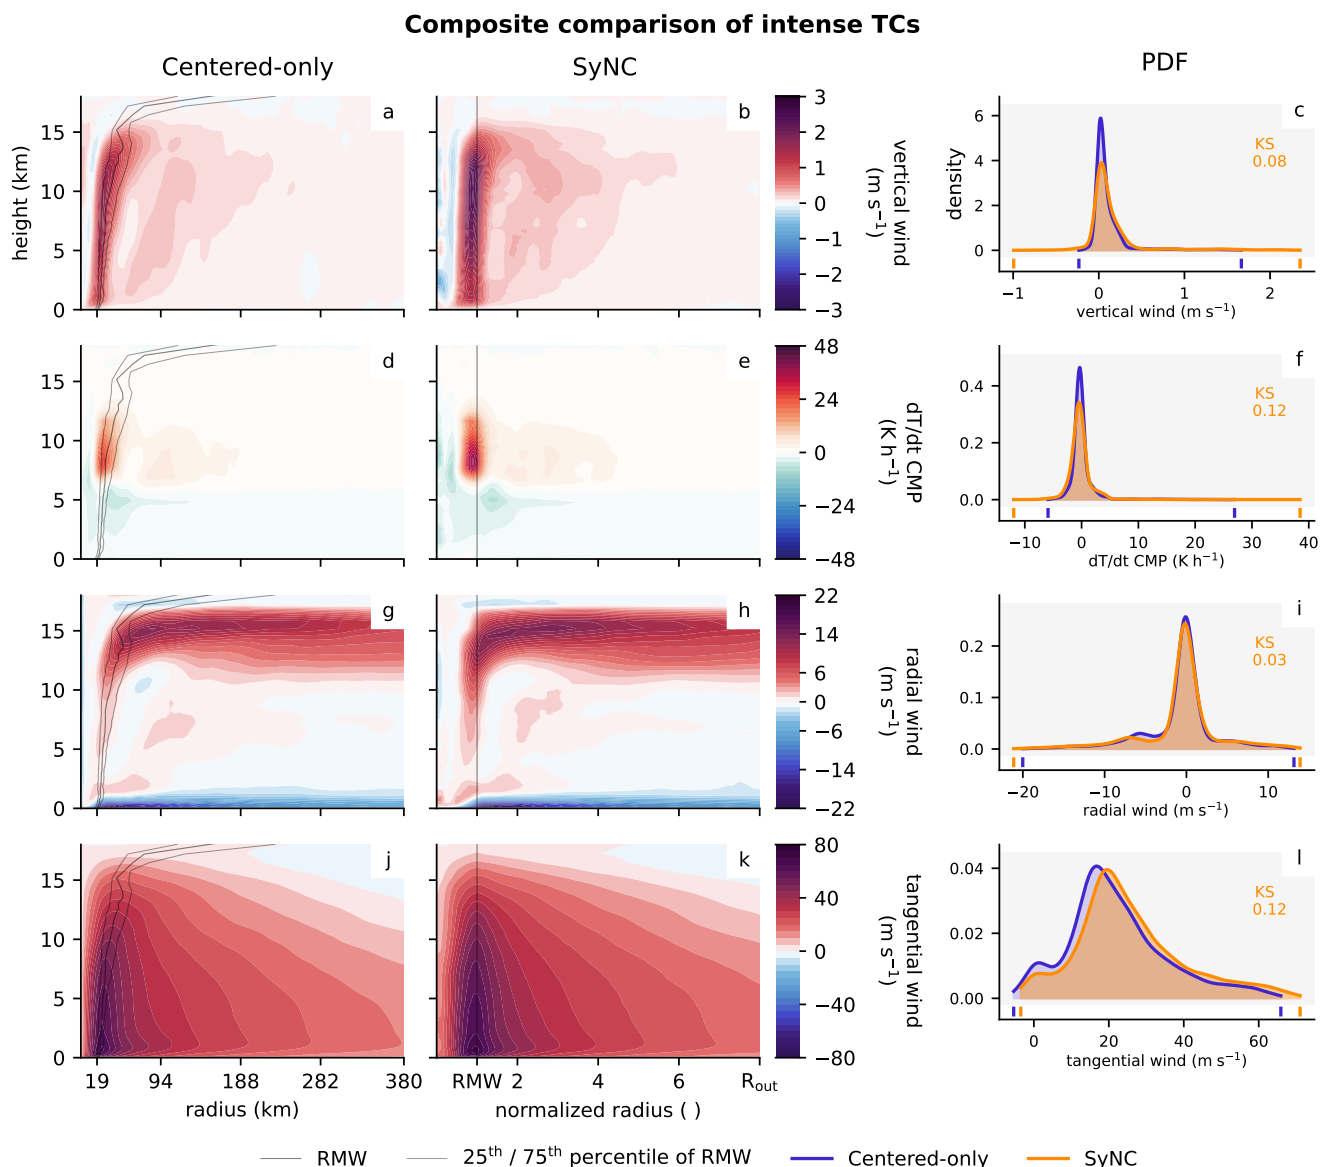 Composite comparison of intense TCs
Centered-only
SyNC
PDF
a
b
c
15
10
5
0
height (km)
3
2
1
0
−1
−2
−3
vertical wind
(m s⁻¹)
6
4
2
0
density
KS
0.08
−1
0
1
2
vertical wind (m s⁻¹)
d
e
f
15
10
5
0
48
24
0
−24
−48
dT/dt CMP
(K h⁻¹)
0.4
0.2
0.0
KS
0.12
−10
0
10
20
30
40
dT/dt CMP (K h⁻¹)
g
h
i
15
10
5
0
22
14
6
0
−6
−14
−22
radial wind
(m s⁻¹)
0.2
0.1
0.0
KS
0.03
−20
−10
0
10
radial wind (m s⁻¹)
j
k
l
15
10
5
0
19
94
188
282
380
radius (km)
RMW
2
4
6
R_out
normalized radius ( )
80
40
0
−40
−80
tangential wind
(m s⁻¹)
0.04
0.02
0.00
KS
0.12
0
20
40
60
tangential wind (m s⁻¹)
RMW
25ᵗʰ / 75ᵗʰ percentile of RMW
Centered-only
SyNC